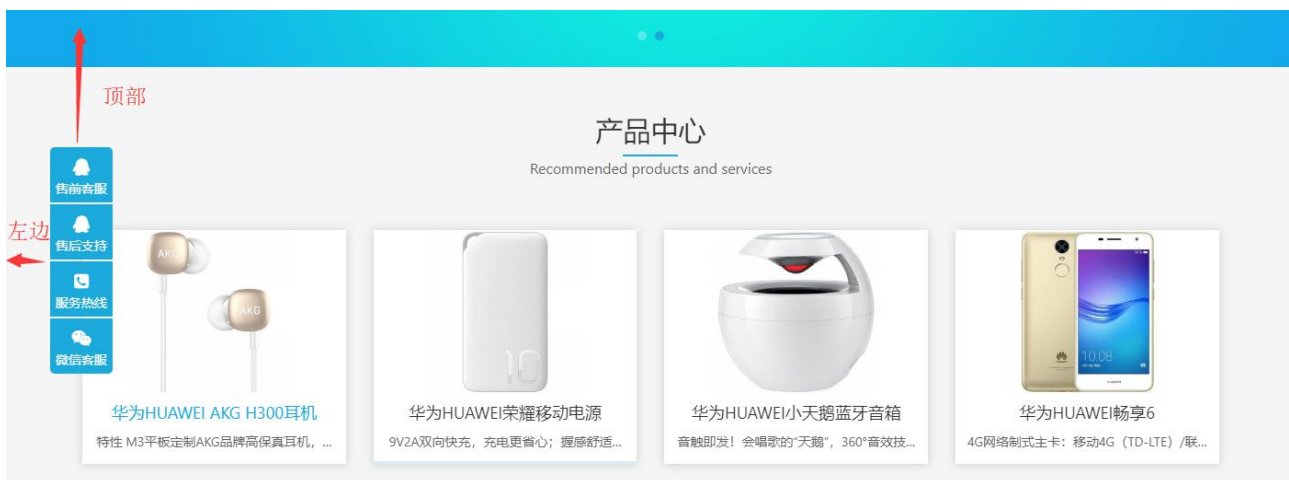 顶部
产品中心
Recommended products and services
售前客服
左边
售后支持
服务热线
微信客服
AKG
AKG
10
10:08
华为HUAWEI AKG H300耳机
特性 M3平板定制AKG品牌高保真耳机，...
华为HUAWEI荣耀移动电源
9V2A双向快充，充电更省心；握感舒适...
华为HUAWEI小天鹅蓝牙音箱
音触即发！会唱歌的"天鹅"，360°音效技...
华为HUAWEI畅享6
4G网络制式主卡：移动4G（TD-LTE）/联...